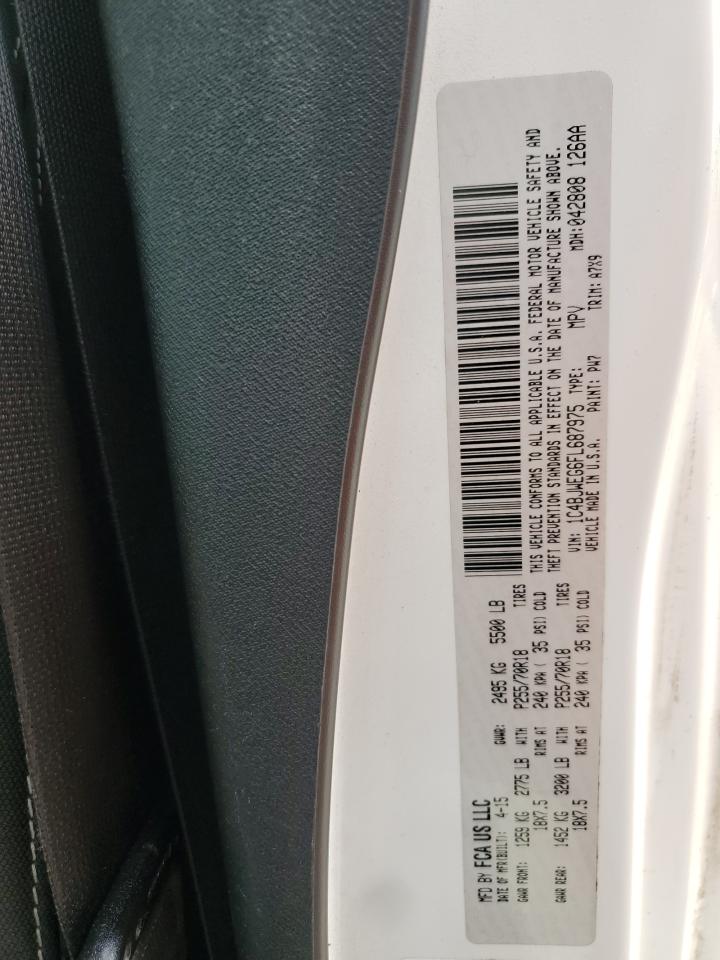 MFD BY FCA US LLC
DATE OF MFR(BUILT): 4-15 GVWR: 2495 KG 5500 LB
GAWR FRONT: 1259 KG 2775 LB WITH P255/70R18 TIRES
18X7.5 RIMS AT 240 KPA ( 35 PSI) COLD
GAWR REAR: 1452 KG 3200 LB WITH P255/70R18 TIRES
18X7.5 RIMS AT 240 KPA ( 35 PSI) COLD
THIS VEHICLE CONFORMS TO ALL APPLICABLE U.S.A. FEDERAL MOTOR VEHICLE SAFETY AND
THEFT PREVENTION STANDARDS IN EFFECT ON THE DATE OF MANUFACTURE SHOWN ABOVE.
VIN: 1C4BJWEG6FL687975 TYPE: MPV MDH:042808 126AA
VEHICLE MADE IN U.S.A. PAINT: PW7 TRIM: A7X9